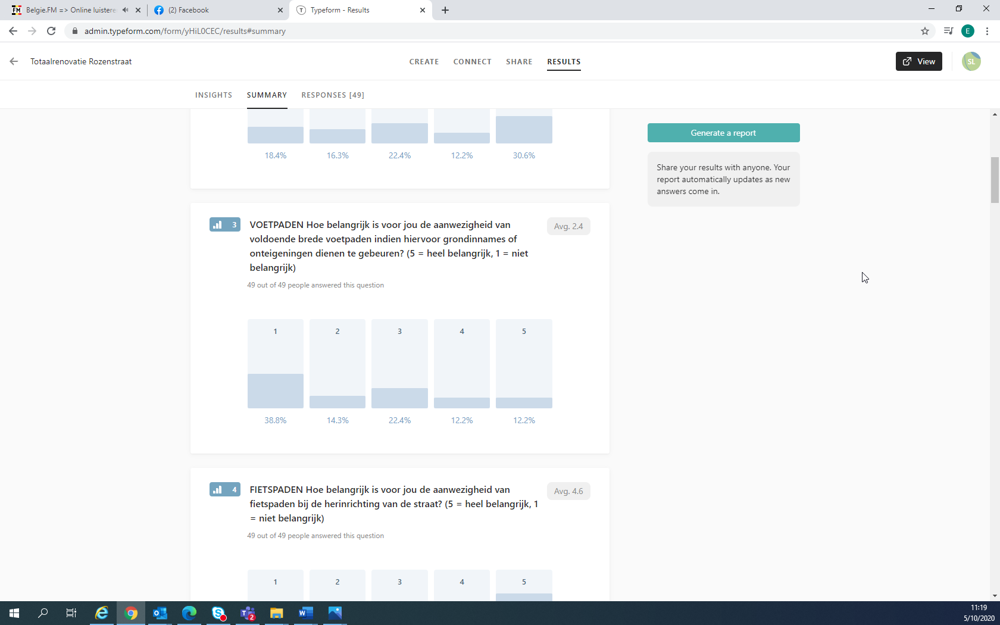 FM Belgie.FM => Online luistere
(2) Facebook
T Typeform - Results
admin.typeform.com/form/yHiL0CEC/results#summary
E
Totaalrenovatie Rozenstraat
CREATE CONNECT SHARE RESULTS
View
SL
INSIGHTS SUMMARY RESPONSES [49]
18.4% 16.3% 22.4% 12.2% 30.6%
Generate a report
Share your results with anyone. Your
report automatically updates as new
answers come in.
3
VOETPADEN Hoe belangrijk is voor jou de aanwezigheid van
voldoende brede voetpaden indien hiervoor grondinnames of
onteigeningen dienen te gebeuren? (5 = heel belangrijk, 1 = niet
belangrijk)
Avg. 2.4
49 out of 49 people answered this question
1 2 3 4 5
38.8% 14.3% 22.4% 12.2% 12.2%
4
FIETSPADEN Hoe belangrijk is voor jou de aanwezigheid van
fietspaden bij de herinrichting van de straat? (5 = heel belangrijk, 1
= niet belangrijk)
Avg. 4.6
49 out of 49 people answered this question
1 2 3 4 5
2
11:19
5/10/2020